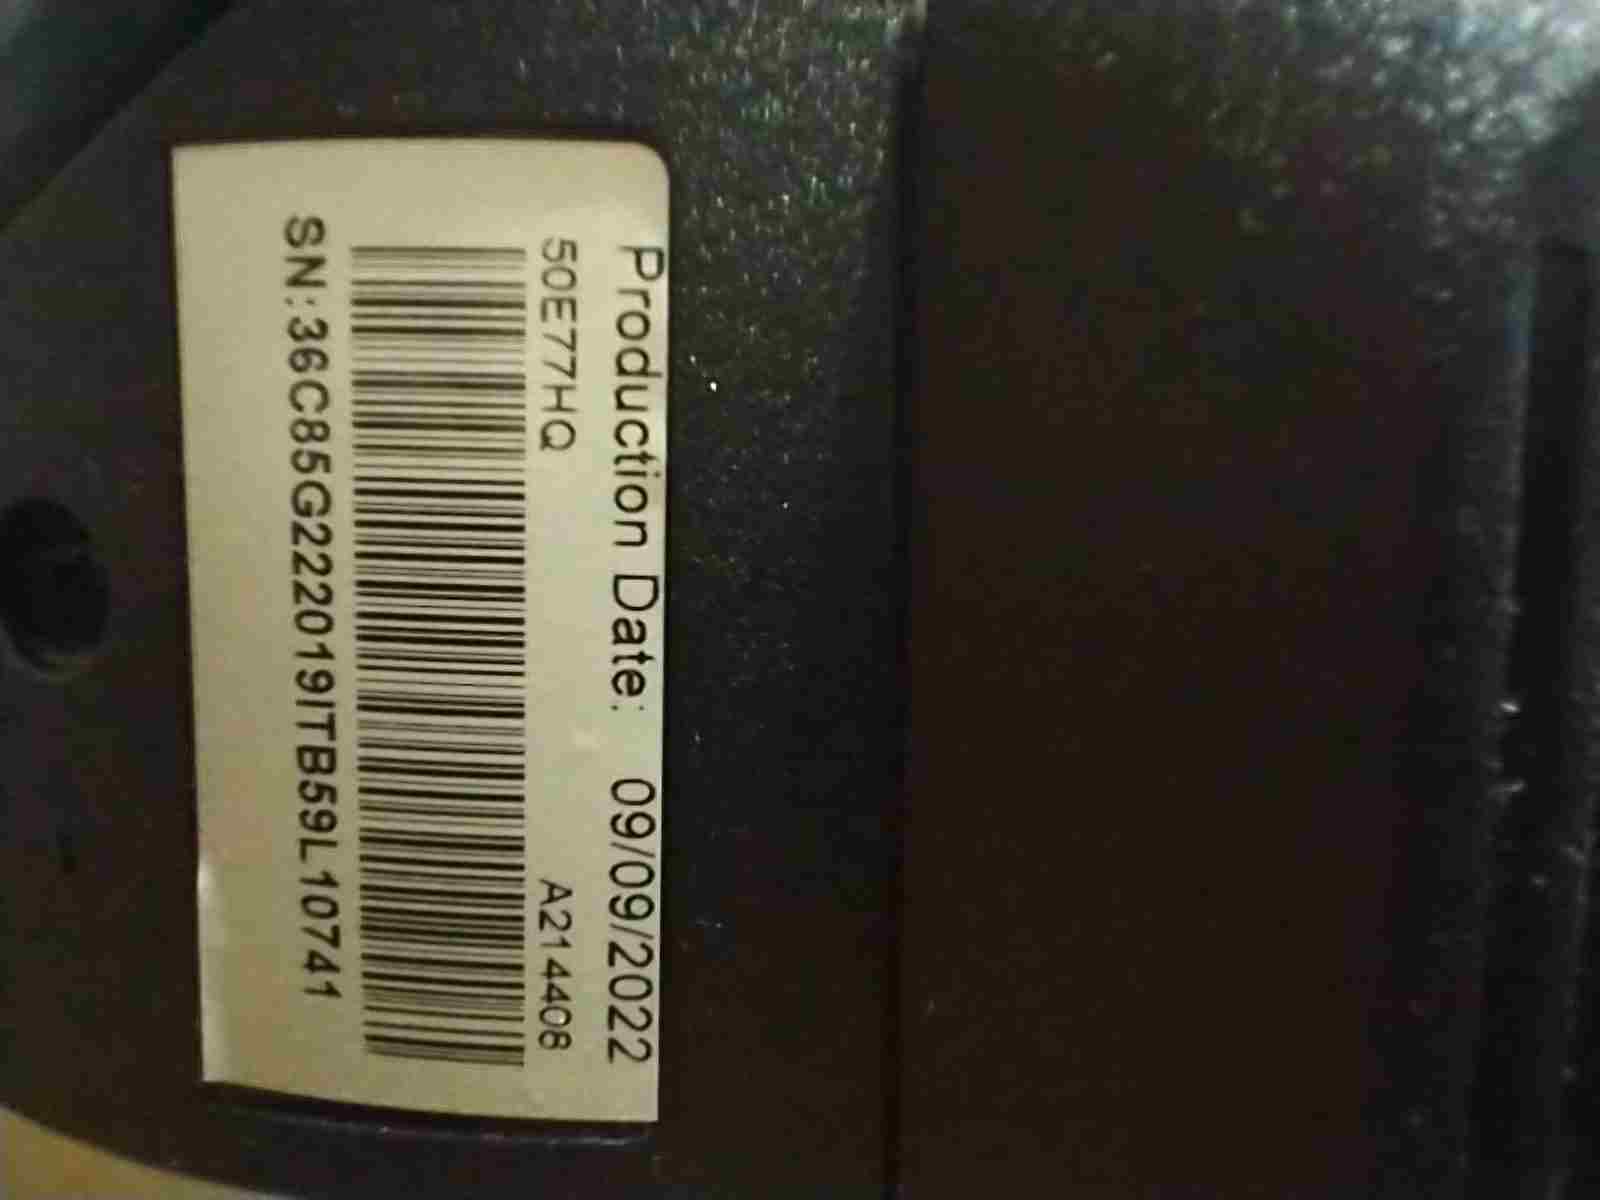 Production Date: 09/09/2022
50E77HQ A214408
SN:36C85G222019ITB59L10741